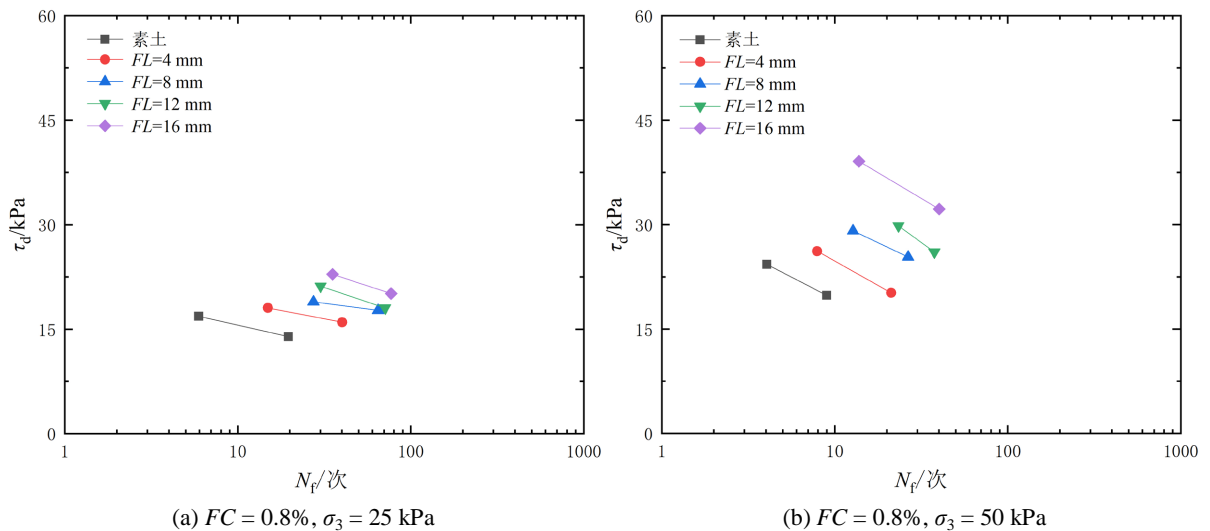 60
45
30
15
0
τd/kPa
素土
FL=4 mm
FL=8 mm
FL=12 mm
FL=16 mm
1 10 100 1000
Nf/次
(a) FC = 0.8%, σ3 = 25 kPa
60
45
30
15
0
τd/kPa
素土
FL=4 mm
FL=8 mm
FL=12 mm
FL=16 mm
1 10 100 1000
Nf/次
(b) FC = 0.8%, σ3 = 50 kPa